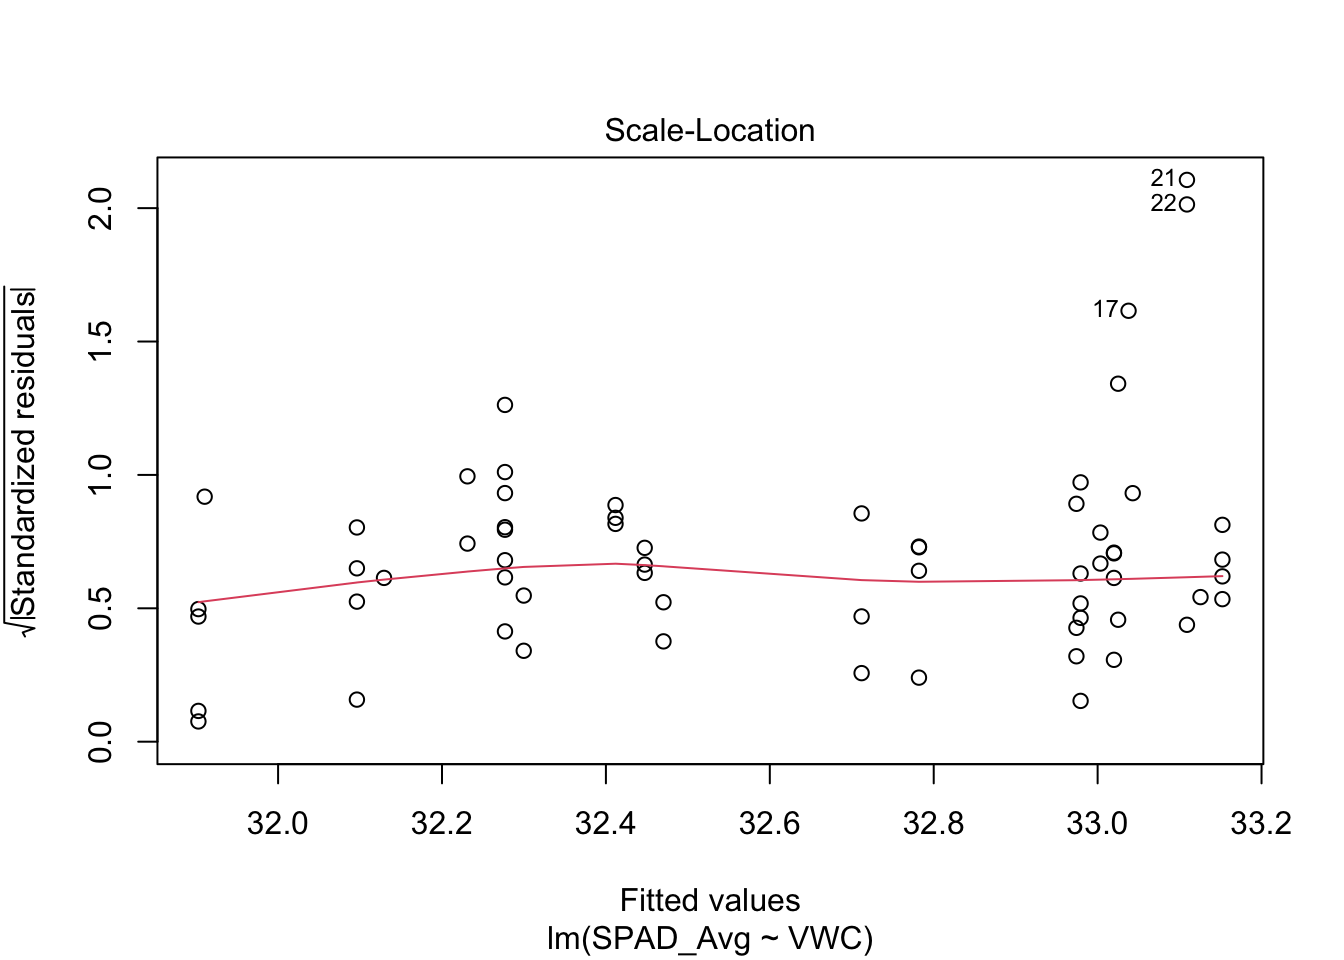 Scale-Location
√|Standardized residuals|
2.0
1.5
1.0
0.5
0.0
21
22
17
32.0 32.2 32.4 32.6 32.8 33.0 33.2
Fitted values
lm(SPAD_Avg ~ VWC)